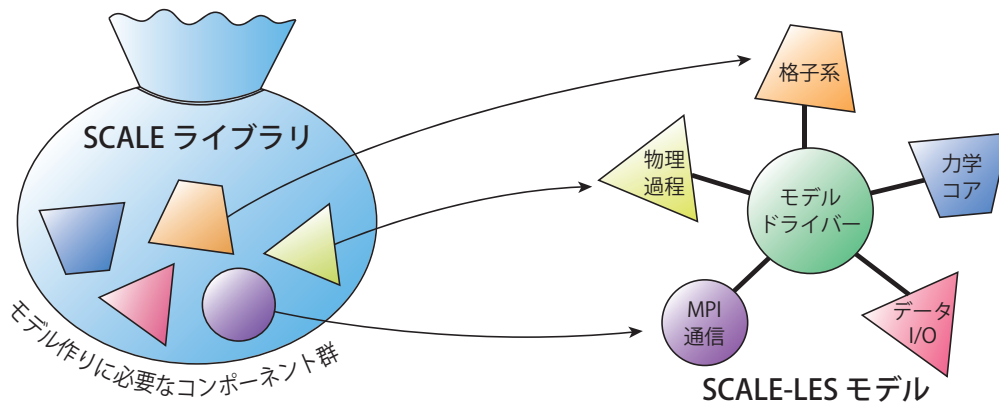 SCALE ライブラリ
モデル作りに必要なコンポーネント群
格子系
物理
過程
力学
コア
モデル
ドライバー
MPI
通信
データ
I/O
SCALE-LES モデル